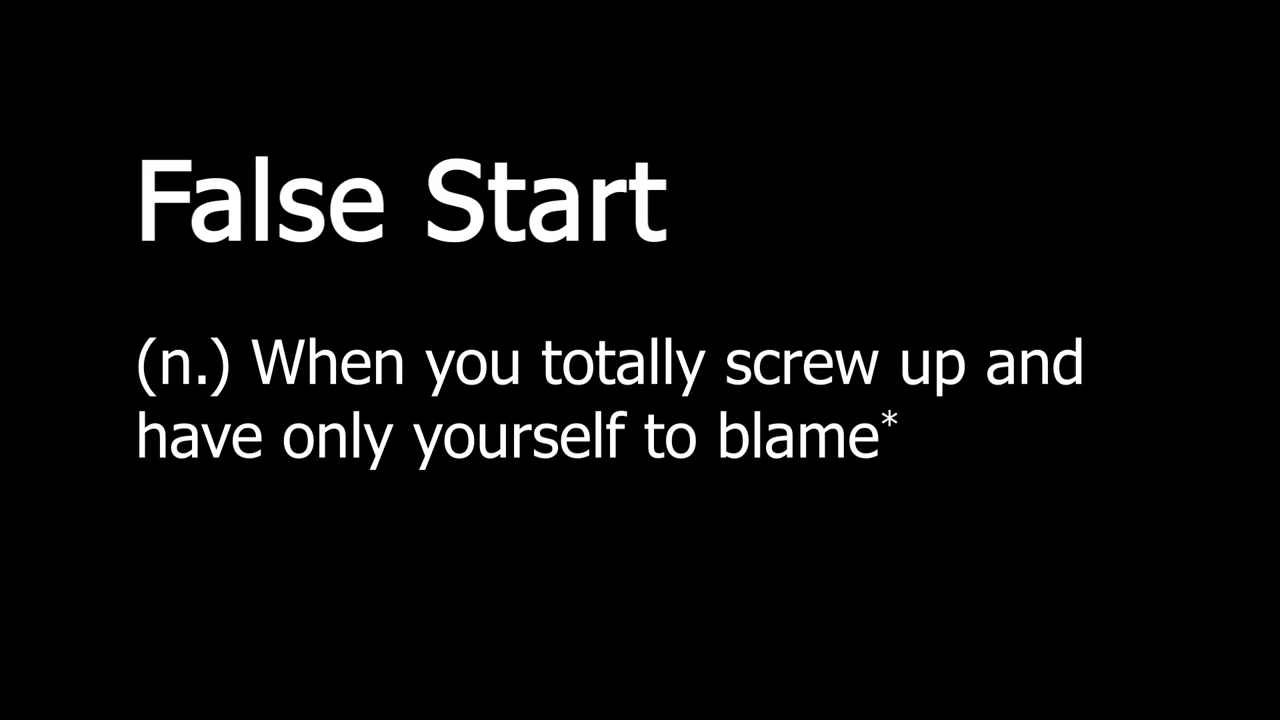 False Start
(n.) When you totally screw up and
have only yourself to blame*